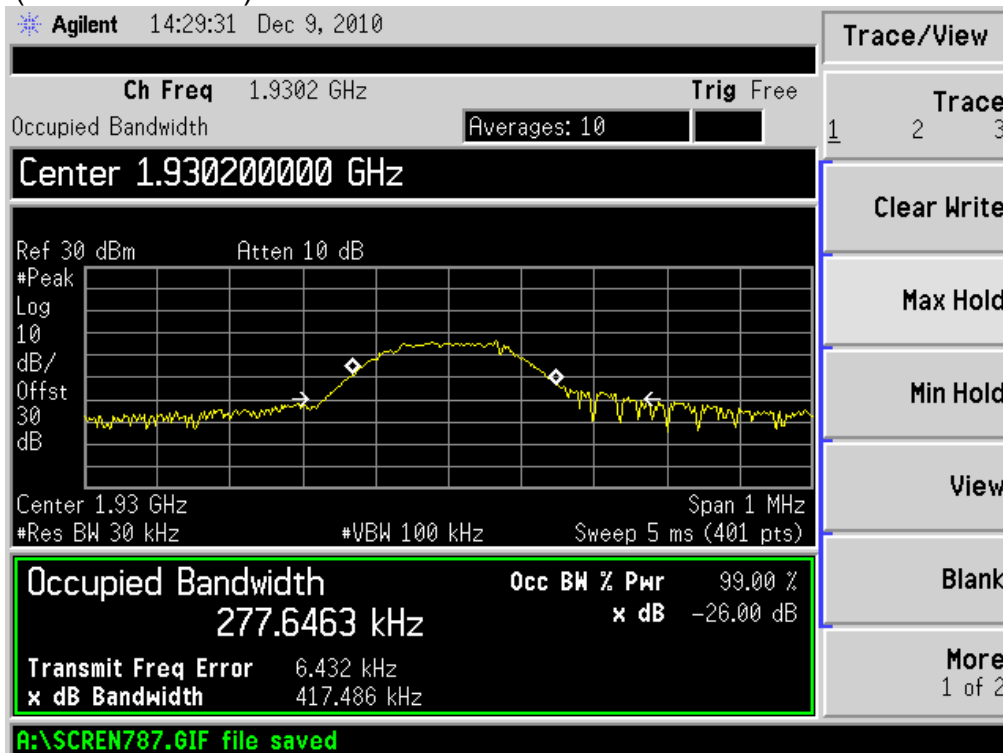 Agilent 14:29:31 Dec 9, 2010
Trace/View
Ch Freq 1.9302 GHz Trig Free
Occupied Bandwidth Averages: 10
Trace
1 2 3
Center 1.930200000 GHz
Clear Write
Ref 30 dBm Atten 10 dB
#Peak
Log
10
dB/
Offst
30
dB
Max Hold
Min Hold
View
Center 1.93 GHz Span 1 MHz
#Res BW 30 kHz #VBW 100 kHz Sweep 5 ms (401 pts)
Occupied Bandwidth Occ BW % Pwr 99.00 %
277.6463 kHz x dB -26.00 dB
Blank
Transmit Freq Error 6.432 kHz
x dB Bandwidth 417.486 kHz
More
1 of 2
A:\SCREN787.GIF file saved